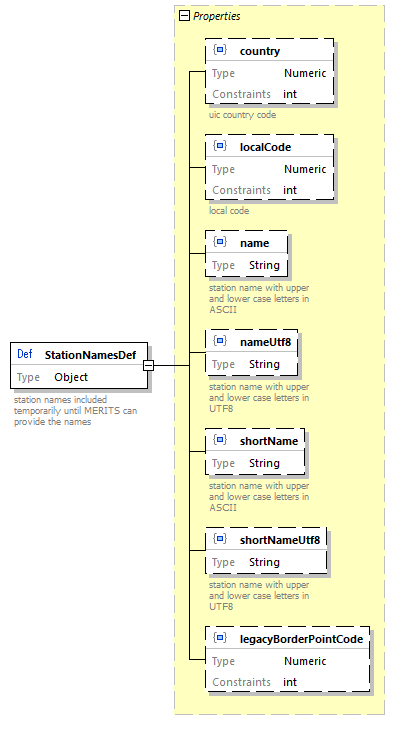 Properties
country
Type Numeric
Constraints int
uic country code
localCode
Type Numeric
Constraints int
local code
name
Type String
station name with upper
and lower case letters in
ASCII
Def StationNamesDef
Type Object
station names included
temporarily until MERITS can
provide the names
nameUtf8
Type String
station name with upper
and lower case letters in
UTF8
shortName
Type String
station name with upper
and lower case letters in
ASCII
shortNameUtf8
Type String
station name with upper
and lower case letters in
UTF8
legacyBorderPointCode
Type Numeric
Constraints int